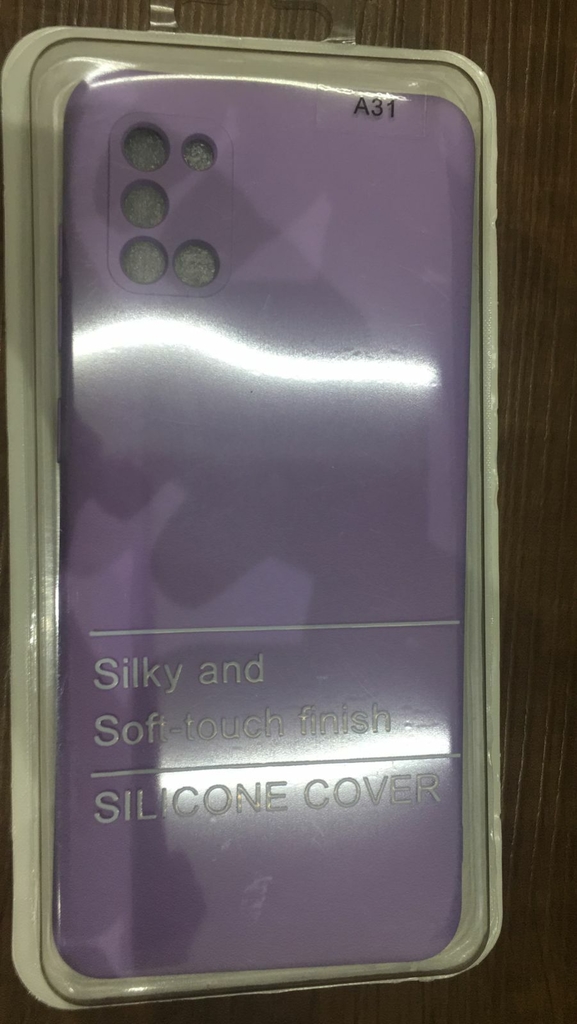 A31
Silky and
Soft-touch finish
SILICONE COVER